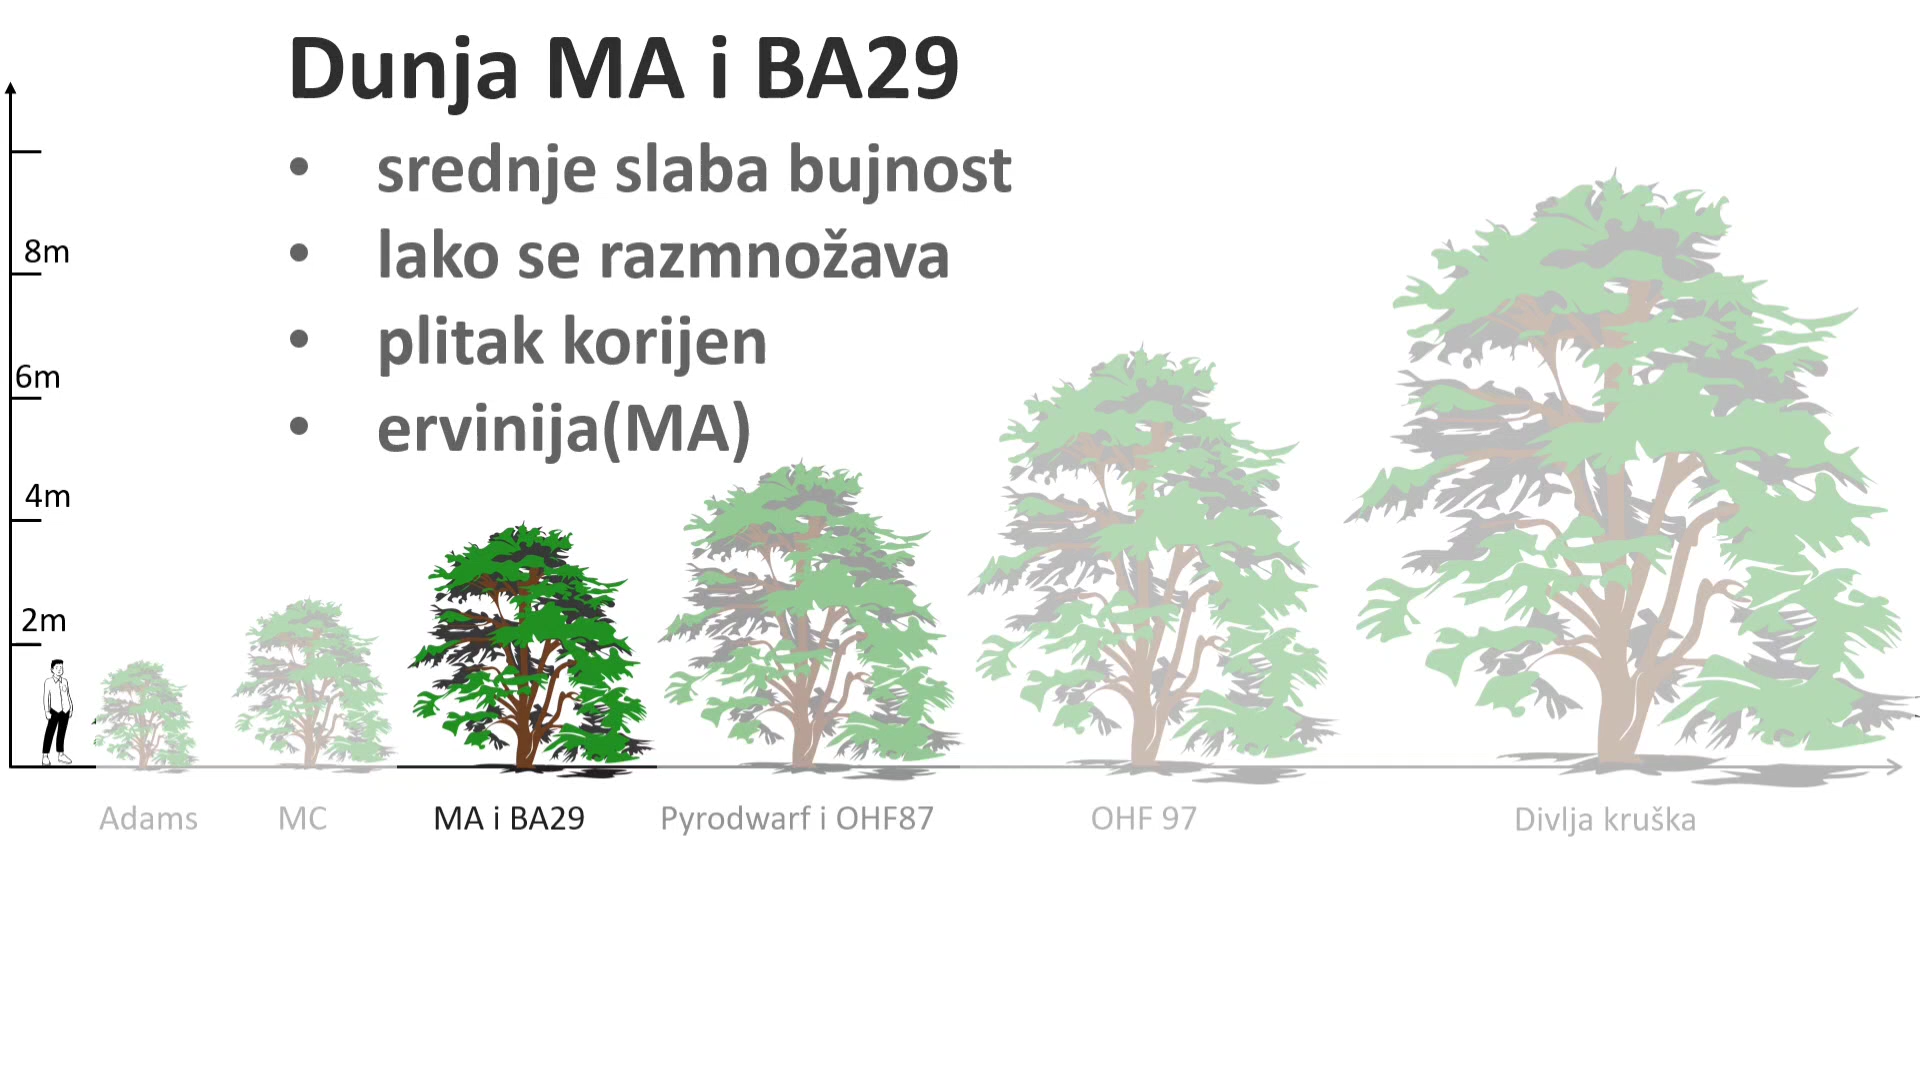 Dunja MA i BA29
• srednje slaba bujnost
• lako se razmnožava
• plitak korijen
• ervinija(MA)
8m
6m
4m
2m
Adams
MC
MA i BA29
Pyrodwarf i OHF87
OHF 97
Divlja kruška